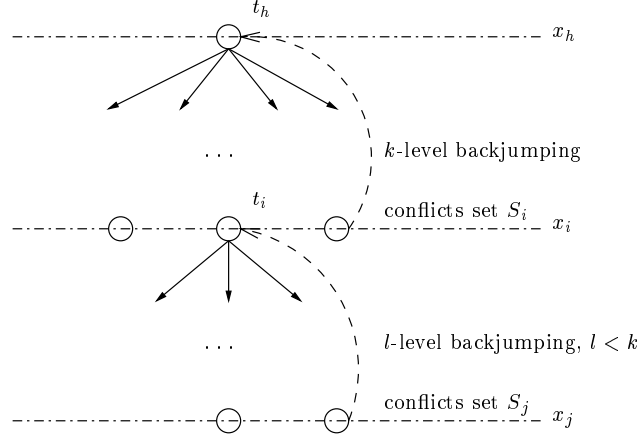 t_h
x_h
. . .
k-level backjumping
t_i
conflicts set S_i
x_i
. . .
l-level backjumping, l < k
conflicts set S_j
x_j